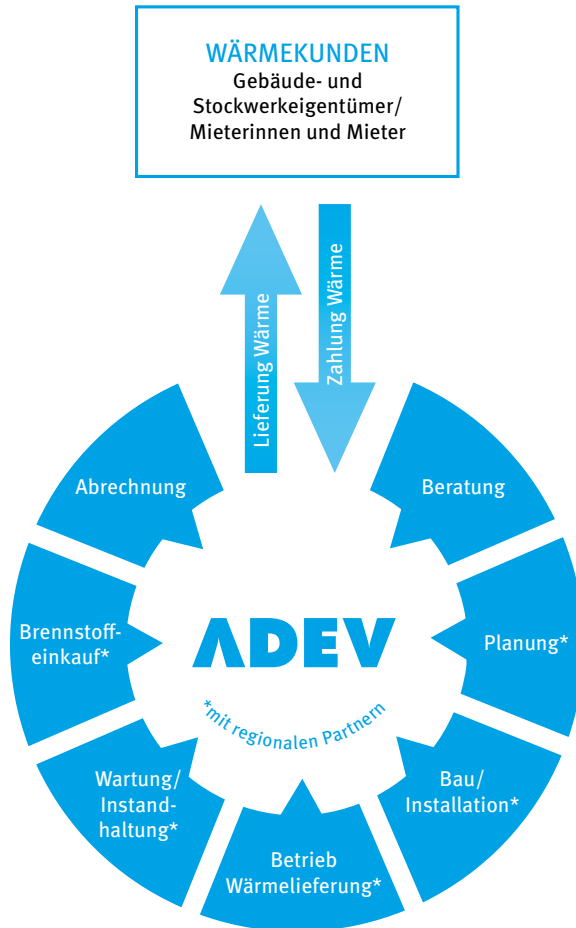 WÄRMEKUNDEN
Gebäude- und
Stockwerkeigentümer/
Mieterinnen und Mieter
Lieferung Wärme
Zahlung Wärme
Abrechnung
Beratung
Brennstoff-
einkauf*
ADEV
Planung*
*mit regionalen Partnern
Wartung/
Instand-
haltung*
Bau/
Installation*
Betrieb
Wärmelieferung*